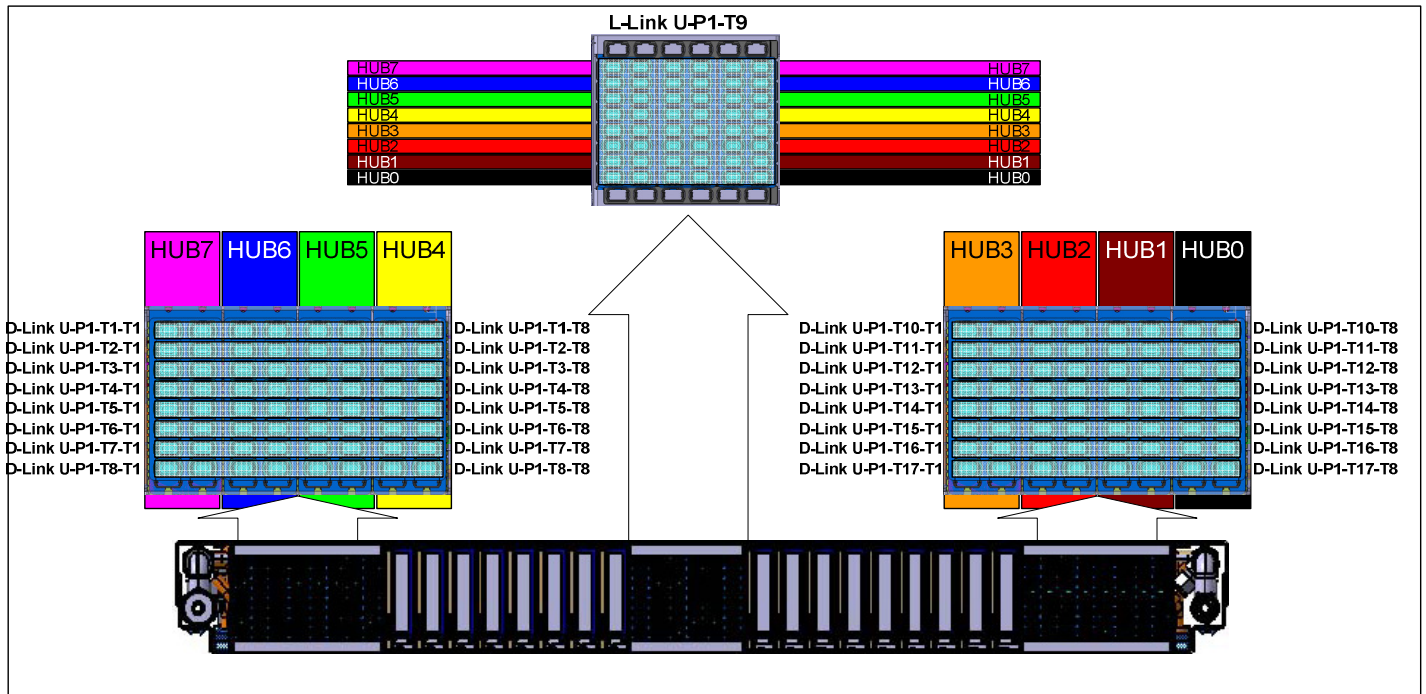 L-Link U-P1-T9
HUB7 HUB7
HUB6 HUB6
HUB5 HUB5
HUB4 HUB4
HUB3 HUB3
HUB2 HUB2
HUB1 HUB1
HUB0 HUB0
HUB7 HUB6 HUB5 HUB4 HUB3 HUB2 HUB1 HUB0
D-Link U-P1-T1-T1 D-Link U-P1-T1-T8 D-Link U-P1-T10-T1 D-Link U-P1-T10-T8
D-Link U-P1-T2-T1 D-Link U-P1-T2-T8 D-Link U-P1-T11-T1 D-Link U-P1-T11-T8
D-Link U-P1-T3-T1 D-Link U-P1-T3-T8 D-Link U-P1-T12-T1 D-Link U-P1-T12-T8
D-Link U-P1-T4-T1 D-Link U-P1-T4-T8 D-Link U-P1-T13-T1 D-Link U-P1-T13-T8
D-Link U-P1-T5-T1 D-Link U-P1-T5-T8 D-Link U-P1-T14-T1 D-Link U-P1-T14-T8
D-Link U-P1-T6-T1 D-Link U-P1-T6-T8 D-Link U-P1-T15-T1 D-Link U-P1-T15-T8
D-Link U-P1-T7-T1 D-Link U-P1-T7-T8 D-Link U-P1-T16-T1 D-Link U-P1-T16-T8
D-Link U-P1-T8-T1 D-Link U-P1-T8-T8 D-Link U-P1-T17-T1 D-Link U-P1-T17-T8